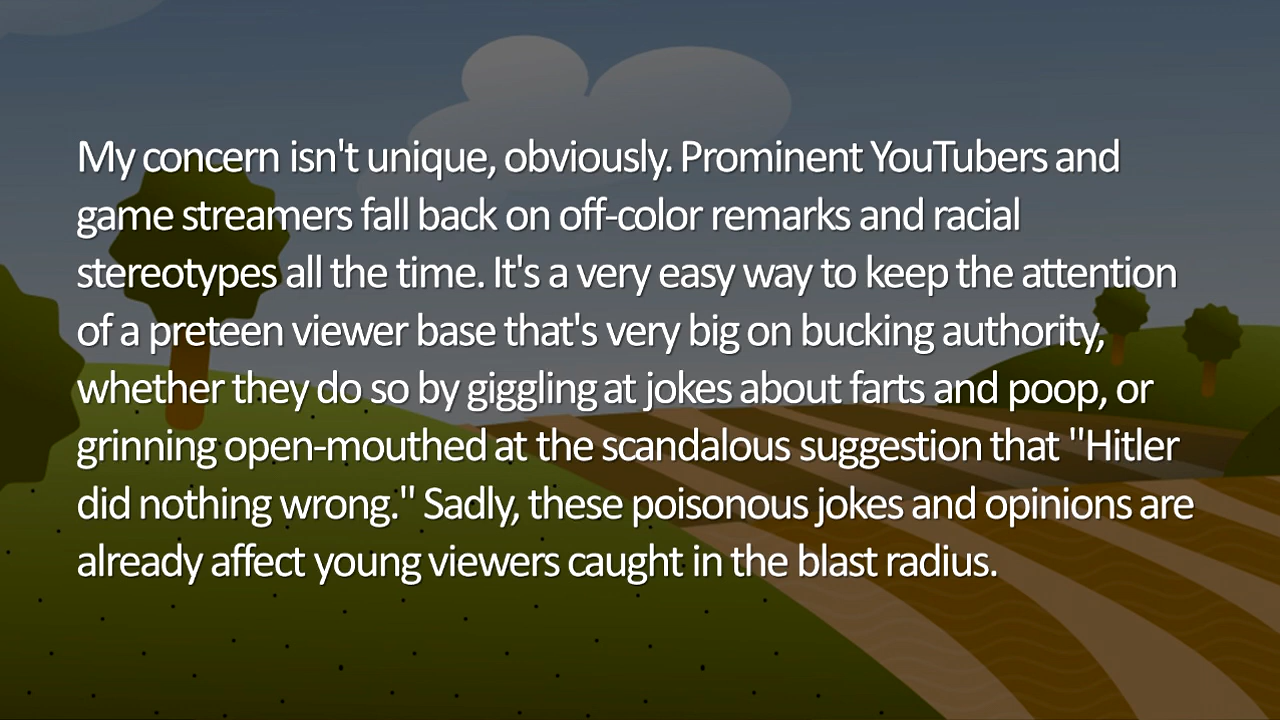 My concern isn't unique, obviously. Prominent YouTubers and
game streamers fall back on off-color remarks and racial
stereotypes all the time. It's a very easy way to keep the attention
of a preteen viewer base that's very big on bucking authority,
whether they do so by giggling at jokes about farts and poop, or
grinning open-mouthed at the scandalous suggestion that "Hitler
did nothing wrong." Sadly, these poisonous jokes and opinions are
already affect young viewers caught in the blast radius.